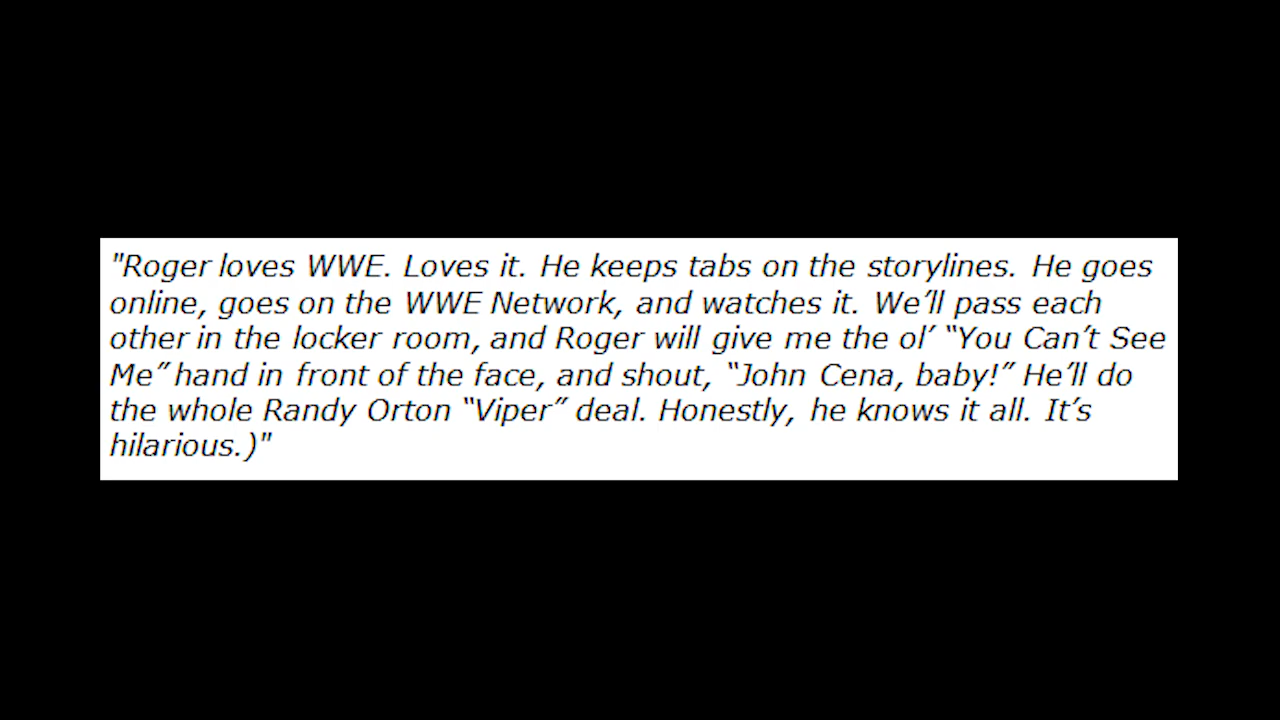 "Roger loves WWE. Loves it. He keeps tabs on the storylines. He goes
online, goes on the WWE Network, and watches it. We’ll pass each
other in the locker room, and Roger will give me the ol’ “You Can’t See
Me” hand in front of the face, and shout, “John Cena, baby!” He’ll do
the whole Randy Orton “Viper” deal. Honestly, he knows it all. It’s
hilarious.)"